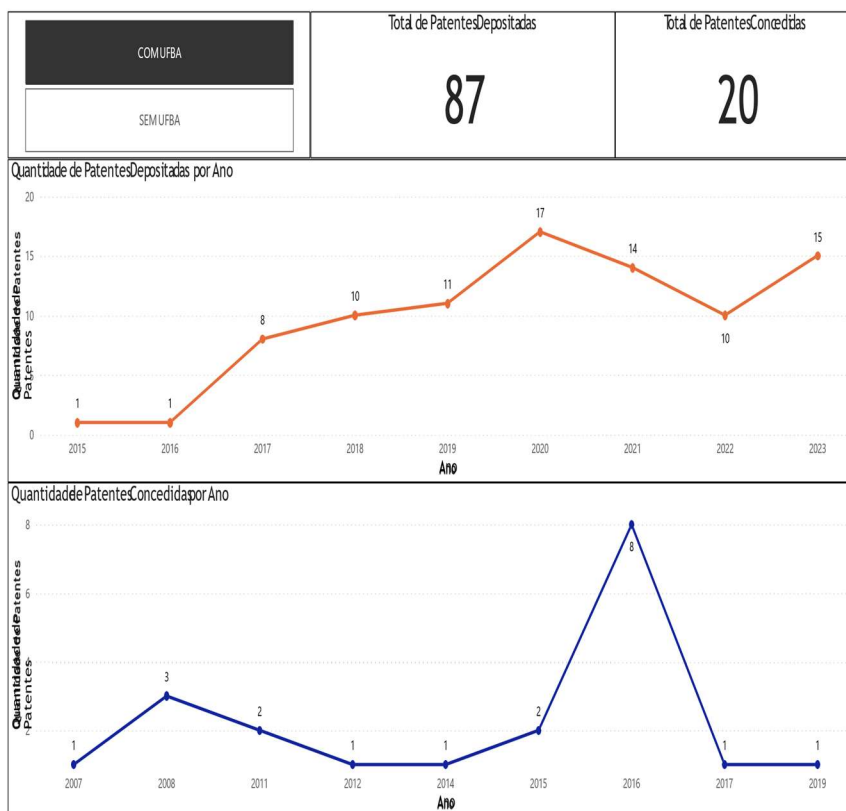 COM UFBA
SEM UFBA
Total de Patentes Depositadas
87
Total de Patentes Concedidas
20
Quantidade de Patentes Depositadas por Ano
Quantidade de Patentes
20
15
10
5
0
1
1
8
10
11
17
14
10
15
2015 2016 2017 2018 2019 2020 2021 2022 2023
Ano
Quantidade de Patentes Concedidas por Ano
Quantidade de Patentes
8
6
4
2
1
3
2
1
1
2
8
1
1
2007 2008 2011 2012 2014 2015 2016 2017 2019
Ano